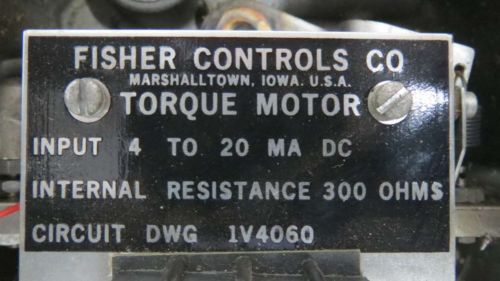 FISHER CONTROLS CO
MARSHALLTOWN, IOWA. U.S.A.
TORQUE MOTOR
INPUT 4 TO 20 MA DC
INTERNAL RESISTANCE 300 OHMS
CIRCUIT DWG 1V4060